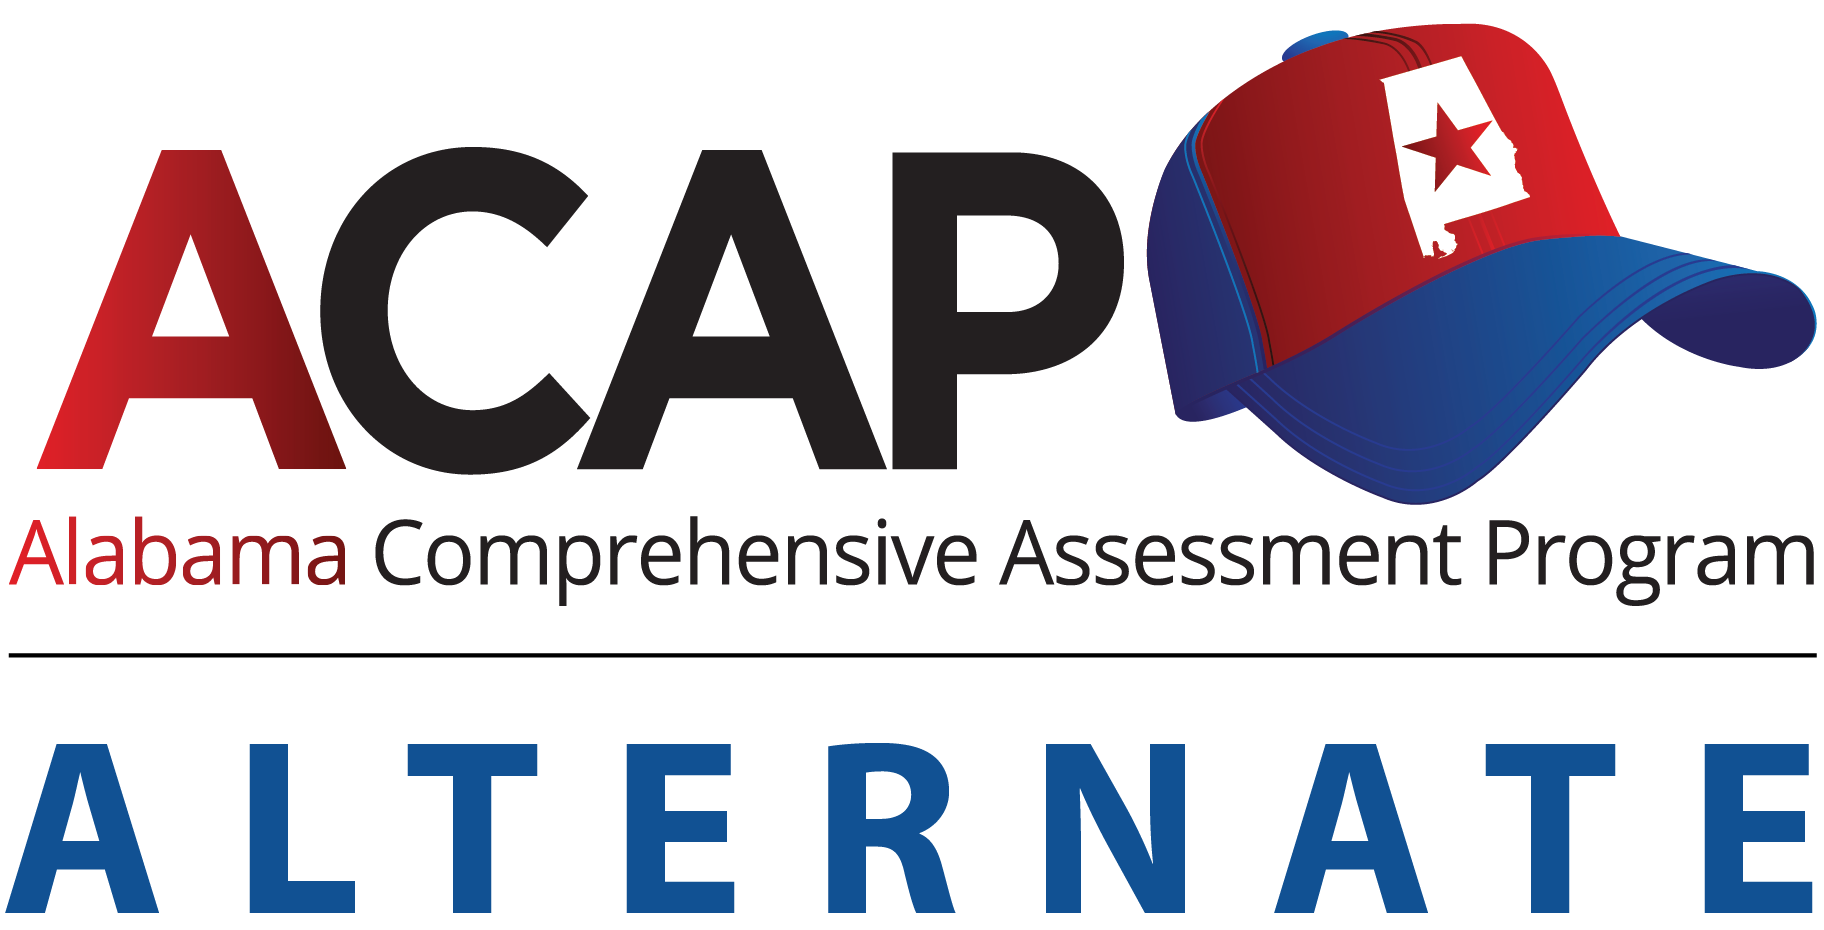 ACAP
Alabama Comprehensive Assessment Program
ALTERNATE